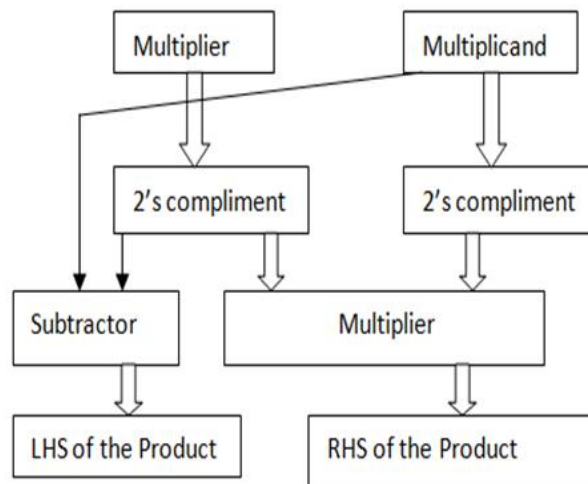 Multiplier
Multiplicand
2's compliment
2's compliment
Subtractor
Multiplier
LHS of the Product
RHS of the Product